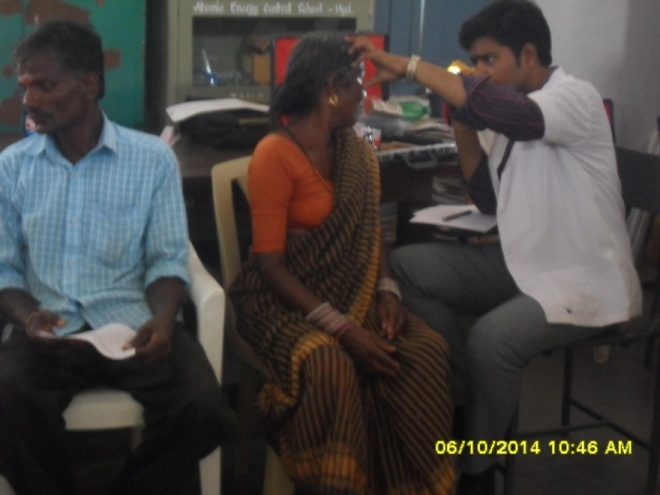 Atomic Energy Central School - Hyd.
06/10/2014 10:46 AM